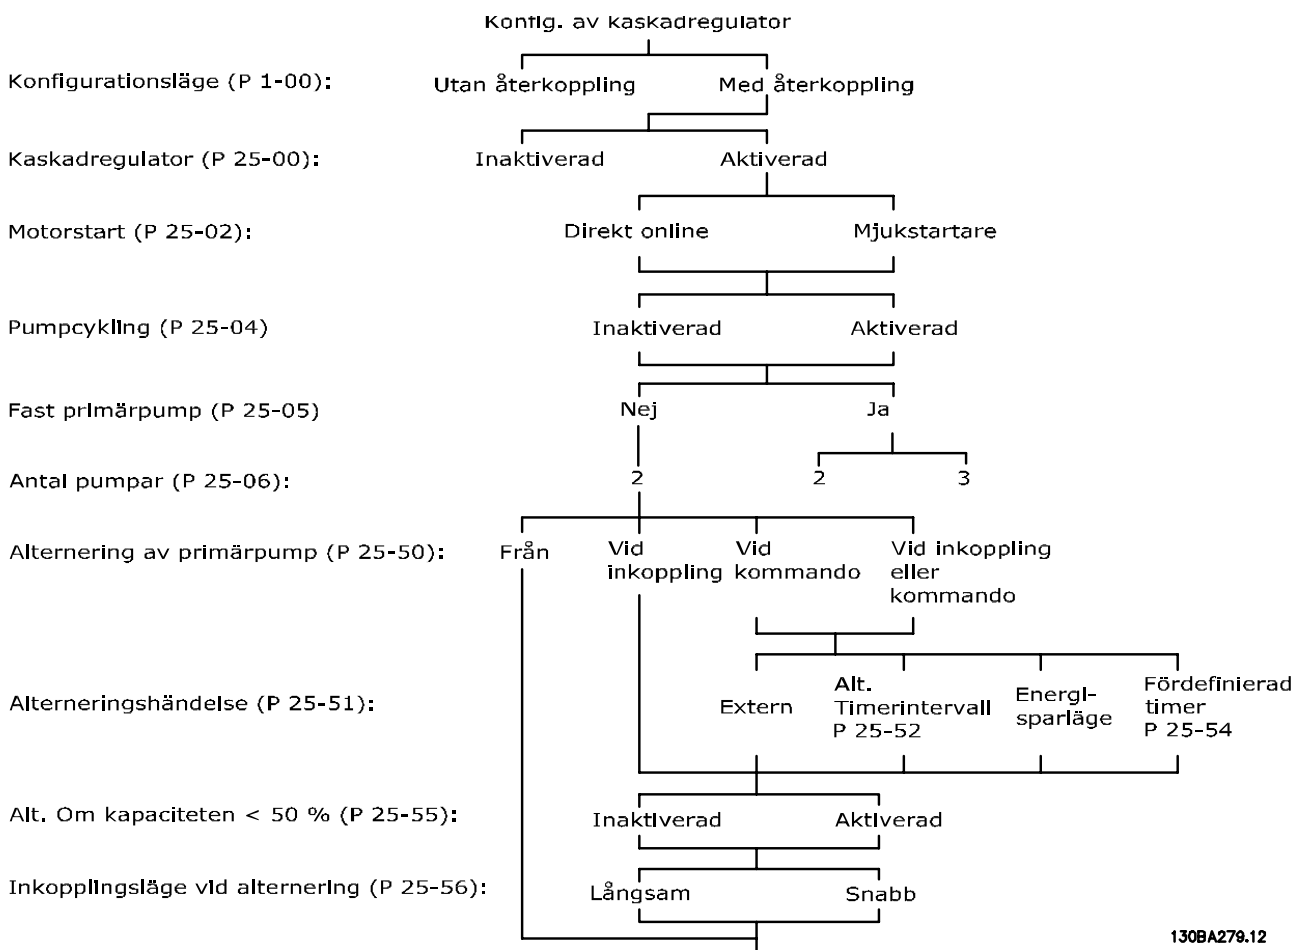 Konfig. av kaskadregulator
Konfigurationsläge (P 1-00): Utan återkoppling Med återkoppling
Kaskadregulator (P 25-00): Inaktiverad Aktiverad
Motorstart (P 25-02): Direkt online Mjukstartare
Pumpcykling (P 25-04) Inaktiverad Aktiverad
Fast primärpump (P 25-05) Nej Ja
Antal pumpar (P 25-06): 2 2 3
Alternering av primärpump (P 25-50): Från
Vid
inkoppling
Vid
kommando
Vid inkoppling
eller
kommando
Alterneringshändelse (P 25-51): Extern
Alt.
Timerintervall
P 25-52
Energi-
sparläge
Fördefinierad
timer
P 25-54
Alt. Om kapaciteten < 50 % (P 25-55): Inaktiverad Aktiverad
Inkopplingsläge vid alternering (P 25-56): Långsam Snabb
130BA279.12